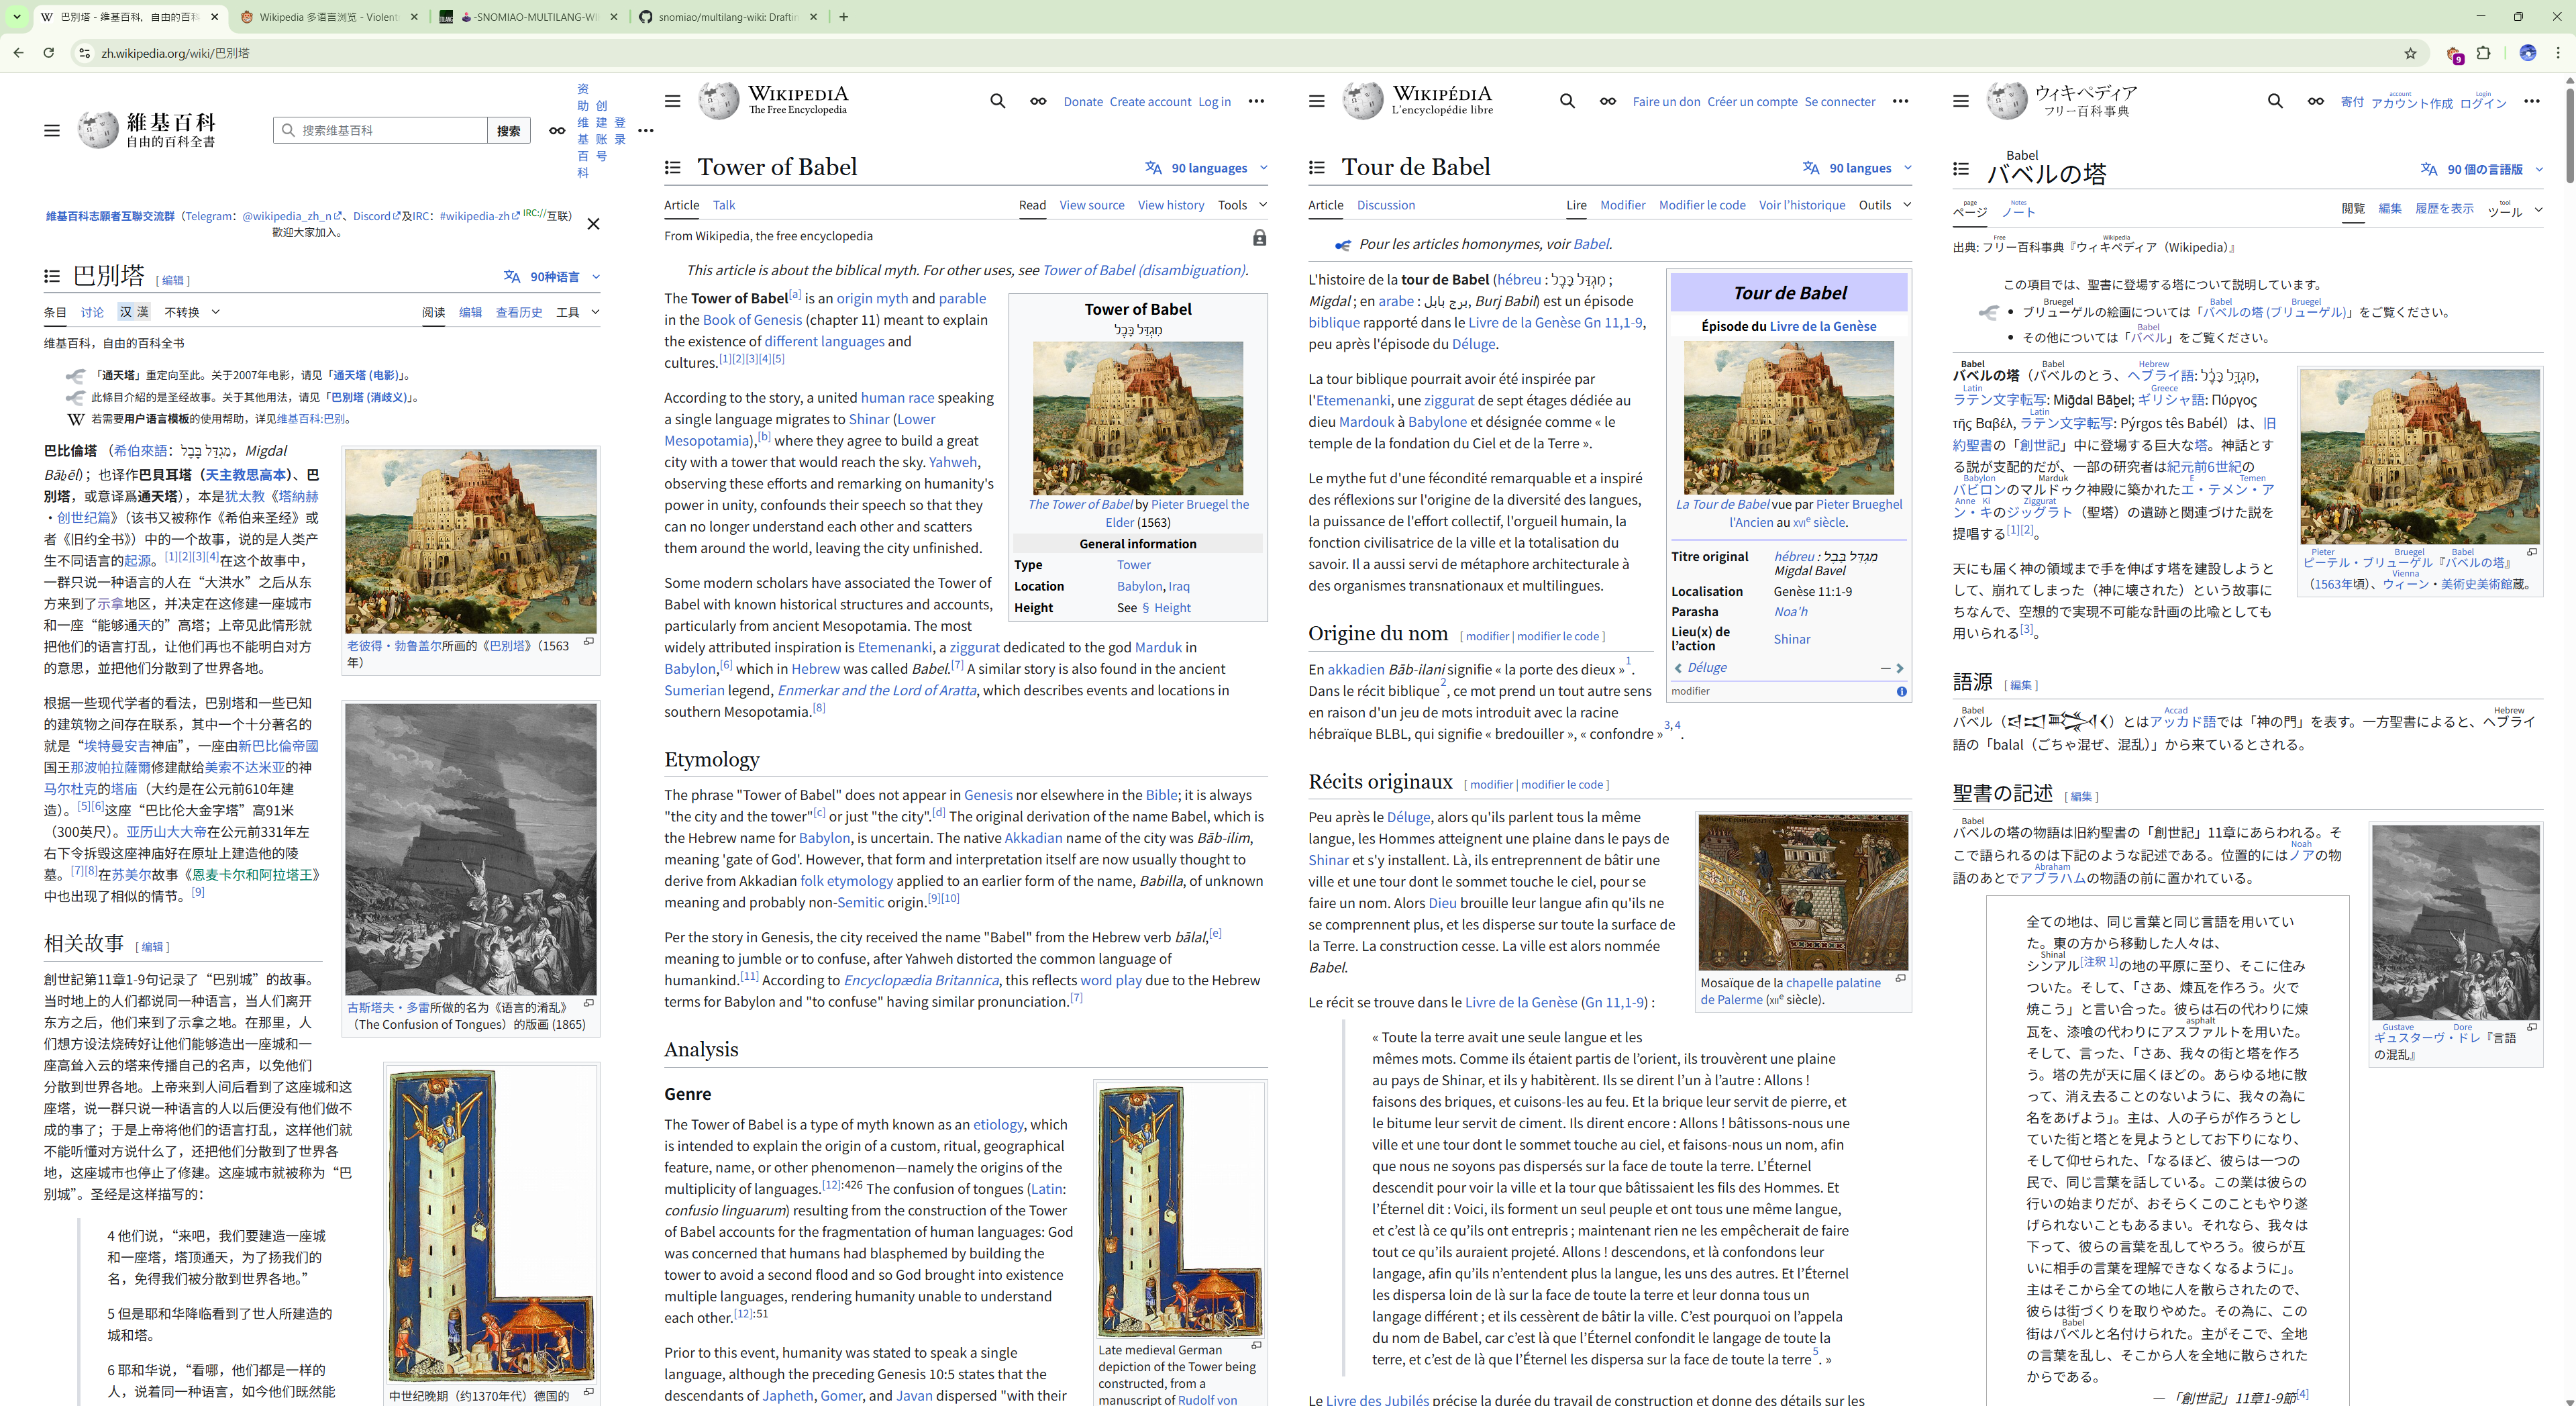 巴別塔 - 维基百科，自由的百科
Wikipedia 多语言浏览 - Violent
-SNOMIAO-MULTILANG-WI
snomiao/multilang-wiki: Draftin
zh.wikipedia.org/wiki/巴別塔
9
維基百科
自由的百科全書
搜索维基百科
搜索
资助维基百科
创建账号
登录
維基百科志願者互聯交流群（Telegram：@wikipedia_zh_n、Discord及IRC：#wikipedia-zh IRC://互联）
歡迎大家加入。
巴別塔 [ 编辑 ]
90种语言
条目 讨论 汉 漢 不转换
阅读 编辑 查看历史 工具
维基百科，自由的百科全书
「通天塔」重定向至此。关于2007年电影，请见「通天塔 (电影)」。
此條目介紹的是圣经故事。关于其他用法，请见「巴別塔 (消歧义)」。
若需要用户语言模板的使用帮助，详见维基百科:巴别。
巴比倫塔 （希伯來語：מִגְדַּל בָּבֶל‎，Migdal
Bāḇēl）；也译作巴貝耳塔（天主教思高本）、巴
別塔，或意译爲通天塔），本是犹太教《塔纳赫
·创世纪篇》（该书又被称作《希伯来圣经》或
者《旧约全书》）中的一个故事，说的是人类产
生不同语言的起源。[1][2][3][4]在这个故事中，
一群只说一种语言的人在“大洪水”之后从东
方来到了示拿地区，并决定在这修建一座城市
和一座“能够通天的”高塔；上帝见此情形就
把他们的语言打乱，让他们再也不能明白对方
的意思，並把他们分散到了世界各地。
老彼得·勃鲁盖尔所画的《巴別塔》（1563
年）
根据一些现代学者的看法，巴别塔和一些已知
的建筑物之间存在联系，其中一个十分著名的
就是“埃特曼安吉神庙”，一座由新巴比倫帝國
国王那波帕拉薩爾修建献给美索不达米亚的神
马尔杜克的塔庙（大约是在公元前610年建
造）。[5][6]这座“巴比伦大金字塔”高91米
（300英尺）。亚历山大大帝在公元前331年左
右下令拆毁这座神庙好在原址上建造他的陵
墓。[7][8]在苏美尔故事《恩麦卡尔和阿拉塔王》
中也出现了相似的情节。[9]
古斯塔夫·多雷所做的名为《语言的淆乱》
（The Confusion of Tongues）的版画 (1865)
相关故事 [ 编辑 ]
創世記第11章1-9句记录了“巴别城”的故事。
当时地上的人们都说同一种语言，当人们离开
东方之后，他们来到了示拿之地。在那里，人
们想方设法烧砖好让他们能够造出一座城和一
座高耸入云的塔来传播自己的名声，以免他们
分散到世界各地。上帝来到人间后看到了这座城和这
座塔，说一群只说一种语言的人以后便没有他们做不
成的事了；于是上帝将他们的语言打乱，这样他们就
不能听懂对方说什么了，还把他们分散到了世界各
地，这座城市也停止了修建。这座城市就被称为“巴
别城”。圣经是这样描写的：
4 他们说，“来吧，我们要建造一座城
和一座塔，塔顶通天，为了扬我们的
名，免得我们被分散到世界各地。”
5 但是耶和华降临看到了世人所建造的
城和塔。
6 耶和华说，“看哪，他们都是一样的
人，说着同一种语言，如今他们既然能
中世纪晚期（约1370年代）德国的
WIKIPEDIA
The Free Encyclopedia
Donate Create account Log in
Tower of Babel
90 languages
Article Talk
Read View source View history Tools
From Wikipedia, the free encyclopedia
This article is about the biblical myth. For other uses, see Tower of Babel (disambiguation).
The Tower of Babel[a] is an origin myth and parable
in the Book of Genesis (chapter 11) meant to explain
the existence of different languages and
cultures.[1][2][3][4][5]
According to the story, a united human race speaking
a single language migrates to Shinar (Lower
Mesopotamia),[b] where they agree to build a great
city with a tower that would reach the sky. Yahweh,
observing these efforts and remarking on humanity's
power in unity, confounds their speech so that they
can no longer understand each other and scatters
them around the world, leaving the city unfinished.
Some modern scholars have associated the Tower of
Babel with known historical structures and accounts,
particularly from ancient Mesopotamia. The most
widely attributed inspiration is Etemenanki, a ziggurat dedicated to the god Marduk in
Babylon,[6] which in Hebrew was called Babel.[7] A similar story is also found in the ancient
Sumerian legend, Enmerkar and the Lord of Aratta, which describes events and locations in
southern Mesopotamia.[8]
Tower of Babel
מִגְדַּל בָּבֶל
The Tower of Babel by Pieter Bruegel the
Elder (1563)
General information
Type Tower
Location Babylon, Iraq
Height See § Height
Etymology
The phrase "Tower of Babel" does not appear in Genesis nor elsewhere in the Bible; it is always
"the city and the tower"[c] or just "the city".[d] The original derivation of the name Babel, which is
the Hebrew name for Babylon, is uncertain. The native Akkadian name of the city was Bāb-ilim,
meaning 'gate of God'. However, that form and interpretation itself are now usually thought to
derive from Akkadian folk etymology applied to an earlier form of the name, Babilla, of unknown
meaning and probably non-Semitic origin.[9][10]
Per the story in Genesis, the city received the name "Babel" from the Hebrew verb bālal,[e]
meaning to jumble or to confuse, after Yahweh distorted the common language of
humankind.[11] According to Encyclopædia Britannica, this reflects word play due to the Hebrew
terms for Babylon and "to confuse" having similar pronunciation.[7]
Analysis
Genre
The Tower of Babel is a type of myth known as an etiology, which
is intended to explain the origin of a custom, ritual, geographical
feature, name, or other phenomenon—namely the origins of the
multiplicity of languages.[12]:426 The confusion of tongues (Latin:
confusio linguarum) resulting from the construction of the Tower
of Babel accounts for the fragmentation of human languages: God
was concerned that humans had blasphemed by building the
tower to avoid a second flood and so God brought into existence
multiple languages, rendering humanity unable to understand
each other.[12]:51
Prior to this event, humanity was stated to speak a single
language, although the preceding Genesis 10:5 states that the
descendants of Japheth, Gomer, and Javan dispersed "with their
Late medieval German
depiction of the Tower being
constructed, from a
manuscript of Rudolf von
WIKIPÉDIA
L'encyclopédie libre
Faire un don Créer un compte Se connecter
Tour de Babel
90 langues
Article Discussion
Lire Modifier Modifier le code Voir l'historique Outils
Pour les articles homonymes, voir Babel.
L'histoire de la tour de Babel (hébreu : מִגְדַּל בָּבֶל ;
Migdal ; en arabe : برج بابل, Burj Babil) est un épisode
biblique rapporté dans le Livre de la Genèse Gn 11,1-9,
peu après l'épisode du Déluge.
La tour biblique pourrait avoir été inspirée par
l'Etemenanki, une ziggurat de sept étages dédiée au
dieu Mardouk à Babylone et désignée comme « le
temple de la fondation du Ciel et de la Terre ».
Le mythe fut d'une fécondité remarquable et a inspiré
des réflexions sur l'origine de la diversité des langues,
la puissance de l'effort collectif, l'orgueil humain, la
fonction civilisatrice de la ville et la totalisation du
savoir. Il a aussi servi de métaphore architecturale à
des organismes transnationaux et multilingues.
Tour de Babel
Épisode du Livre de la Genèse
La Tour de Babel vue par Pieter Brueghel
l'Ancien au XVIe siècle.
Titre original hébreu : מִגְדַּל בָּבֶל
Migdal Bavel
Localisation Genèse 11:1-9
Parasha Noa'h
Lieu(x) de
l'action Shinar
Déluge —
modifier
Origine du nom [ modifier | modifier le code ]
En akkadien Bāb-ilani signifie « la porte des dieux »1.
Dans le récit biblique2, ce mot prend un tout autre sens
en raison d'un jeu de mots introduit avec la racine
hébraïque BLBL, qui signifie « bredouiller », « confondre »3,4.
Récits originaux [ modifier | modifier le code ]
Peu après le Déluge, alors qu'ils parlent tous la même
langue, les Hommes atteignent une plaine dans le pays de
Shinar et s'y installent. Là, ils entreprennent de bâtir une
ville et une tour dont le sommet touche le ciel, pour se
faire un nom. Alors Dieu brouille leur langue afin qu'ils ne
se comprennent plus, et les disperse sur toute la surface de
la Terre. La construction cesse. La ville est alors nommée
Babel.
Mosaïque de la chapelle palatine
de Palerme (XIIe siècle).
Le récit se trouve dans le Livre de la Genèse (Gn 11,1-9) :
« Toute la terre avait une seule langue et les
mêmes mots. Comme ils étaient partis de l'orient, ils trouvèrent une plaine
au pays de Shinar, et ils y habitèrent. Ils se dirent l'un à l'autre : Allons !
faisons des briques, et cuisons-les au feu. Et la brique leur servit de pierre, et
le bitume leur servit de ciment. Ils dirent encore : Allons ! bâtissons-nous une
ville et une tour dont le sommet touche au ciel, et faisons-nous un nom, afin
que nous ne soyons pas dispersés sur la face de toute la terre. L'Éternel
descendit pour voir la ville et la tour que bâtissaient les fils des Hommes. Et
l'Éternel dit : Voici, ils forment un seul peuple et ont tous une même langue,
et c'est là ce qu'ils ont entrepris ; maintenant rien ne les empêcherait de faire
tout ce qu'ils auraient projeté. Allons ! descendons, et là confondons leur
langage, afin qu'ils n'entendent plus la langue, les uns des autres. Et l'Éternel
les dispersa loin de là sur la face de toute la terre et leur donna tous un
langage différent ; et ils cessèrent de bâtir la ville. C'est pourquoi on l'appela
du nom de Babel, car c'est là que l'Éternel confondit le langage de toute la
terre, et c'est de là que l'Éternel les dispersa sur la face de toute la terre5. »
Le Livre des Jubilés précise la durée du travail de construction et donne des détails sur les
ウィキペディア
フリー百科事典
寄付 アカウント作成 ログイン
account Login
Babel
バベルの塔
90 個の言語版
page Notes tool
ページ ノート
閲覧 編集 履歴を表示 ツール
Free Wikipedia
出典: フリー百科事典『ウィキペディア（Wikipedia）』
この項目では、聖書に登場する塔について説明しています。
Bruegel Babel Bruegel
ブリューゲルの絵画については「バベルの塔 (ブリューゲル)」をご覧ください。
Babel
その他については「バベル」をご覧ください。
Babel Babel Hebrew
バベルの塔（バベルのとう、ヘブライ語: מִגְדַּל בָּבֶל‎,
Latin Greece
ラテン文字転写: Miḡdal Bāḇel; ギリシャ語: Πύργος
Latin
τῆς Βαβέλ, ラテン文字転写: Pýrgos tês Babél）は、旧
約聖書の「創世記」中に登場する巨大な塔。神話とす
る説が支配的だが、一部の研究者は紀元前6世紀の
Babylon Marduk E Temen
バビロンのマルドゥク神殿に築かれたエ・テメン・ア
Anne Ki Ziggurat
ン・キのジッグラト（聖塔）の遺跡と関連づけた説を
提唱する[1][2]。
Pieter Bruegel Babel
ピーテル・ブリューゲル『バベルの塔』
Vienna
（1563年頃）、ウィーン・美術史美術館蔵。
天にも届く神の領域まで手を伸ばす塔を建設しようと
して、崩れてしまった（神に壊された）という故事に
ちなんで、空想的で実現不可能な計画の比喩としても
用いられる[3]。
語源 [ 編集 ]
Babel Accad Hebrew
バベル（）とはアッカド語では「神の門」を表す。一方聖書によると、ヘブライ
語の「balal（ごちゃ混ぜ、混乱）」から来ているとされる。
聖書の記述 [ 編集 ]
Babel
バベルの塔の物語は旧約聖書の「創世記」11章にあらわれる。そ
Noah
こで語られるのは下記のような記述である。位置的にはノアの物
Abraham
語のあとでアブラハムの物語の前に置かれている。
全ての地は、同じ言葉と同じ言語を用いてい
た。東の方から移動した人々は、
Shinal
シンアル[注釈 1]の地の平原に至り、そこに住み
ついた。そして、「さあ、煉瓦を作ろう。火で
焼こう」と言い合った。彼らは石の代わりに煉
asphalt
瓦を、漆喰の代わりにアスファルトを用いた。
そして、言った、「さあ、我々の街と塔を作ろ
う。塔の先が天に届くほどの。あらゆる地に散
って、消え去ることのないように、我々の為に
名をあげよう」。主は、人の子らが作ろうとし
ていた街と塔とを見ようとしてお下りになり、
そして仰せられた、「なるほど、彼らは一つの
民で、同じ言葉を話している。この業は彼らの
行いの始まりだが、おそらくこのこともやり遂
げられないこともあるまい。それなら、我々は
下って、彼らの言葉を乱してやろう。彼らが互
いに相手の言葉を理解できなくなるように」。
主はそこから全ての地に人を散らされたので、
彼らは街づくりを取りやめた。その為に、この
Babel
街はバベルと名付けられた。主がそこで、全地
の言葉を乱し、そこから人を全地に散らされた
からである。
— 「創世記」11章1-9節[4]
Gustave Dore
ギュスターヴ・ドレ『言語
の混乱』